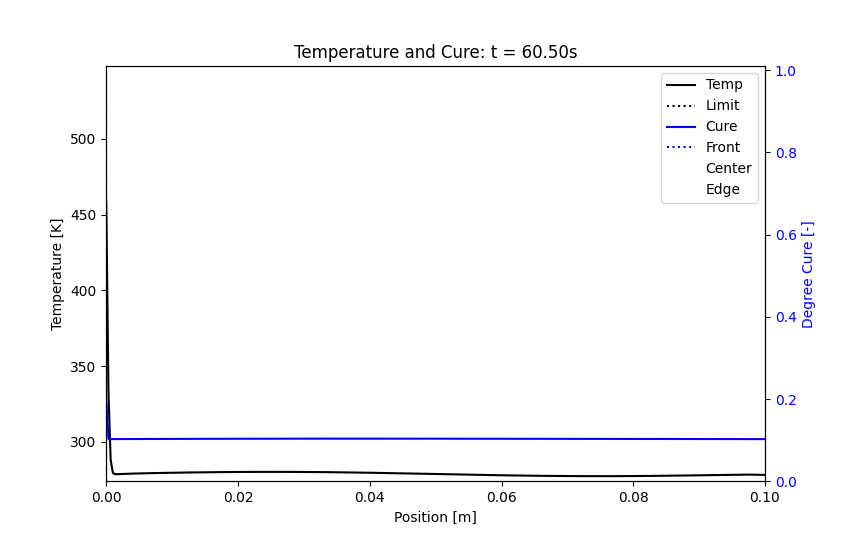 Temperature and Cure: t = 60.50s
Temp
Limit
Cure
Front
Center
Edge
Temperature [K]
500
450
400
350
300
Degree Cure [-]
1.0
0.8
0.6
0.4
0.2
0.0
0.00 0.02 0.04 0.06 0.08 0.10
Position [m]